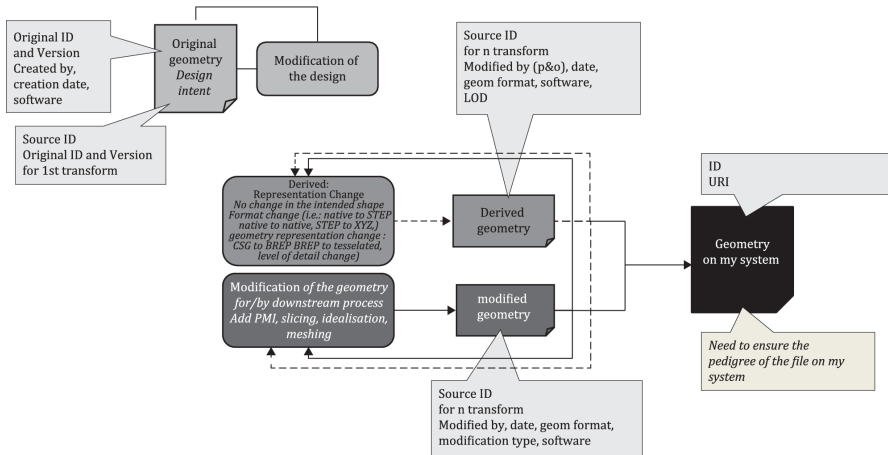 Original ID
and Version
Created by,
creation date,
software
Original
geometry
Design
intent
Modification of
the design
Source ID
Original ID and Version
for 1st transform
Source ID
for n transform
Modified by (p&o), date,
geom format, software,
LOD
Derived:
Representation Change
No change in the intended shape
Format change (i.e.: native to STEP
native to native, STEP to XYZ,)
geometry representation change :
CSG to BREP BREP to tesselated,
level of detail change)
Derived
geometry
Modification of the geometry
for/by downstream process
Add PMI, slicing, idealisation,
meshing
modified
geometry
Source ID
for n transform
Modified by, date, geom format,
modification type, software
ID
URI
Geometry
on my system
Need to ensure the
pedigree of the file on my
system